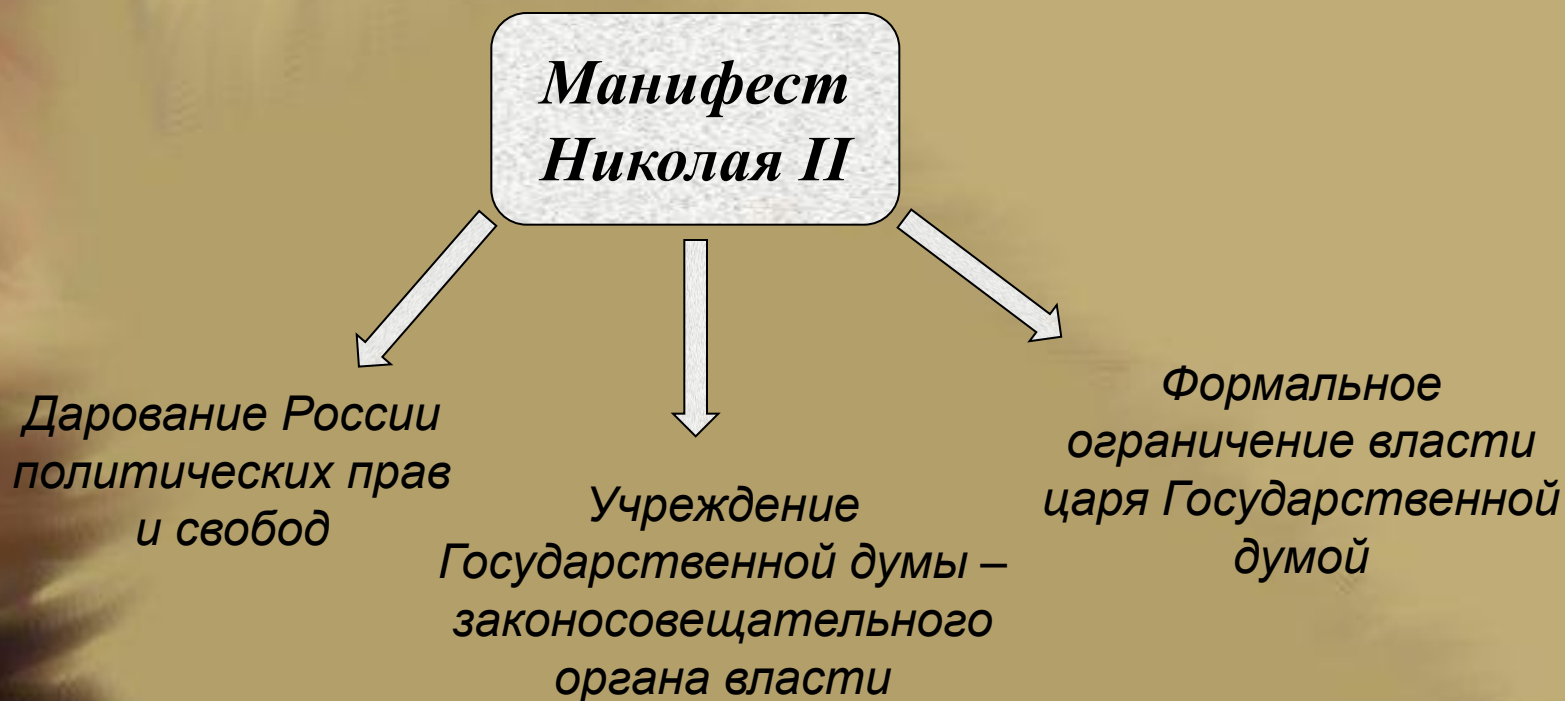 Манифест
Николая II
Дарование России
политических прав
и свобод
Учреждение
Государственной думы –
законосовещательного
органа власти
Формальное
ограничение власти
царя Государственной
думой